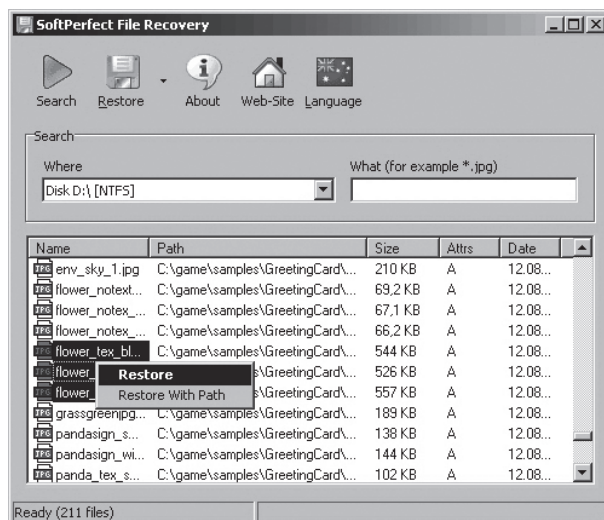 SoftPerfect File Recovery
Search Restore About Web-Site Language
Search
Where What (for example *.jpg)
Disk D:\ [NTFS]
Name Path Size Attrs Date
env_sky_1.jpg C:\game\samples\GreetingCard\... 210 KB A 12.08...
flower_notext... C:\game\samples\GreetingCard\... 69,2 KB A 12.08...
flower_notex_... C:\game\samples\GreetingCard\... 67,1 KB A 12.08...
flower_notex_... C:\game\samples\GreetingCard\... 66,2 KB A 12.08...
flower_tex_bl... C:\game\samples\GreetingCard\... 544 KB A 12.08...
flower_ Restore s\GreetingCard\... 526 KB A 12.08...
flower_ Restore With Path s\GreetingCard\... 557 KB A 12.08...
grassgreenjpg... C:\game\samples\GreetingCard\... 189 KB A 12.08...
pandasign_s... C:\game\samples\GreetingCard\... 138 KB A 12.08...
pandasign_wi... C:\game\samples\GreetingCard\... 144 KB A 12.08...
panda_tex_s... C:\game\samples\GreetingCard\... 102 KB A 12.08...
Ready (211 files)